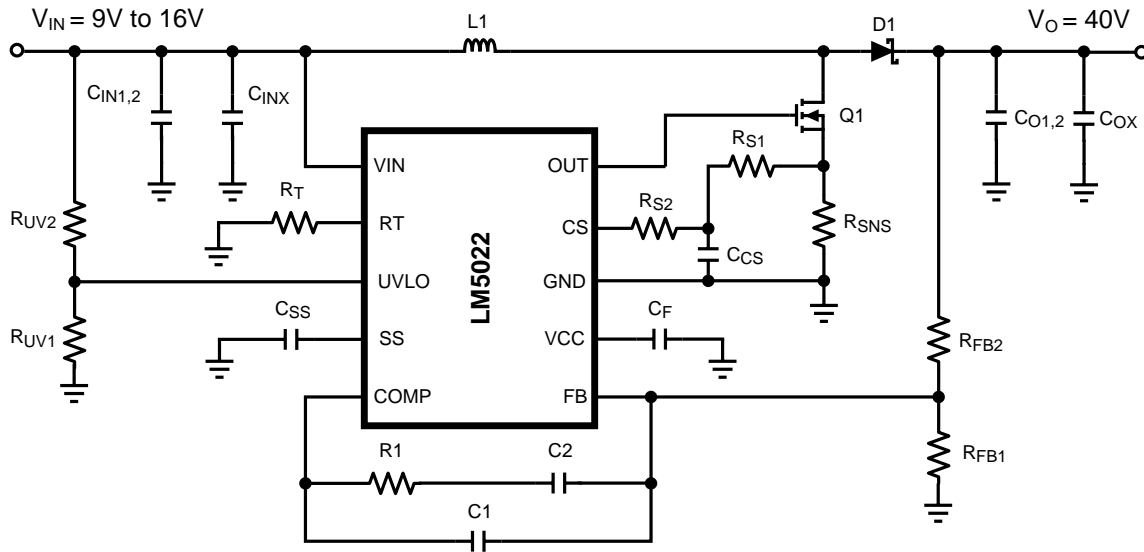 V_IN = 9V to 16V
L1
D1
V_O = 40V
C_IN1,2
C_INX
Q1
C_O1,2
C_OX
VIN
OUT
R_S1
R_T
R_S2
R_UV2
RT
CS
R_SNS
C_CS
UVLO
GND
LM5022
C_SS
C_F
R_UV1
SS
VCC
R_FB2
COMP
FB
R1
C2
R_FB1
C1